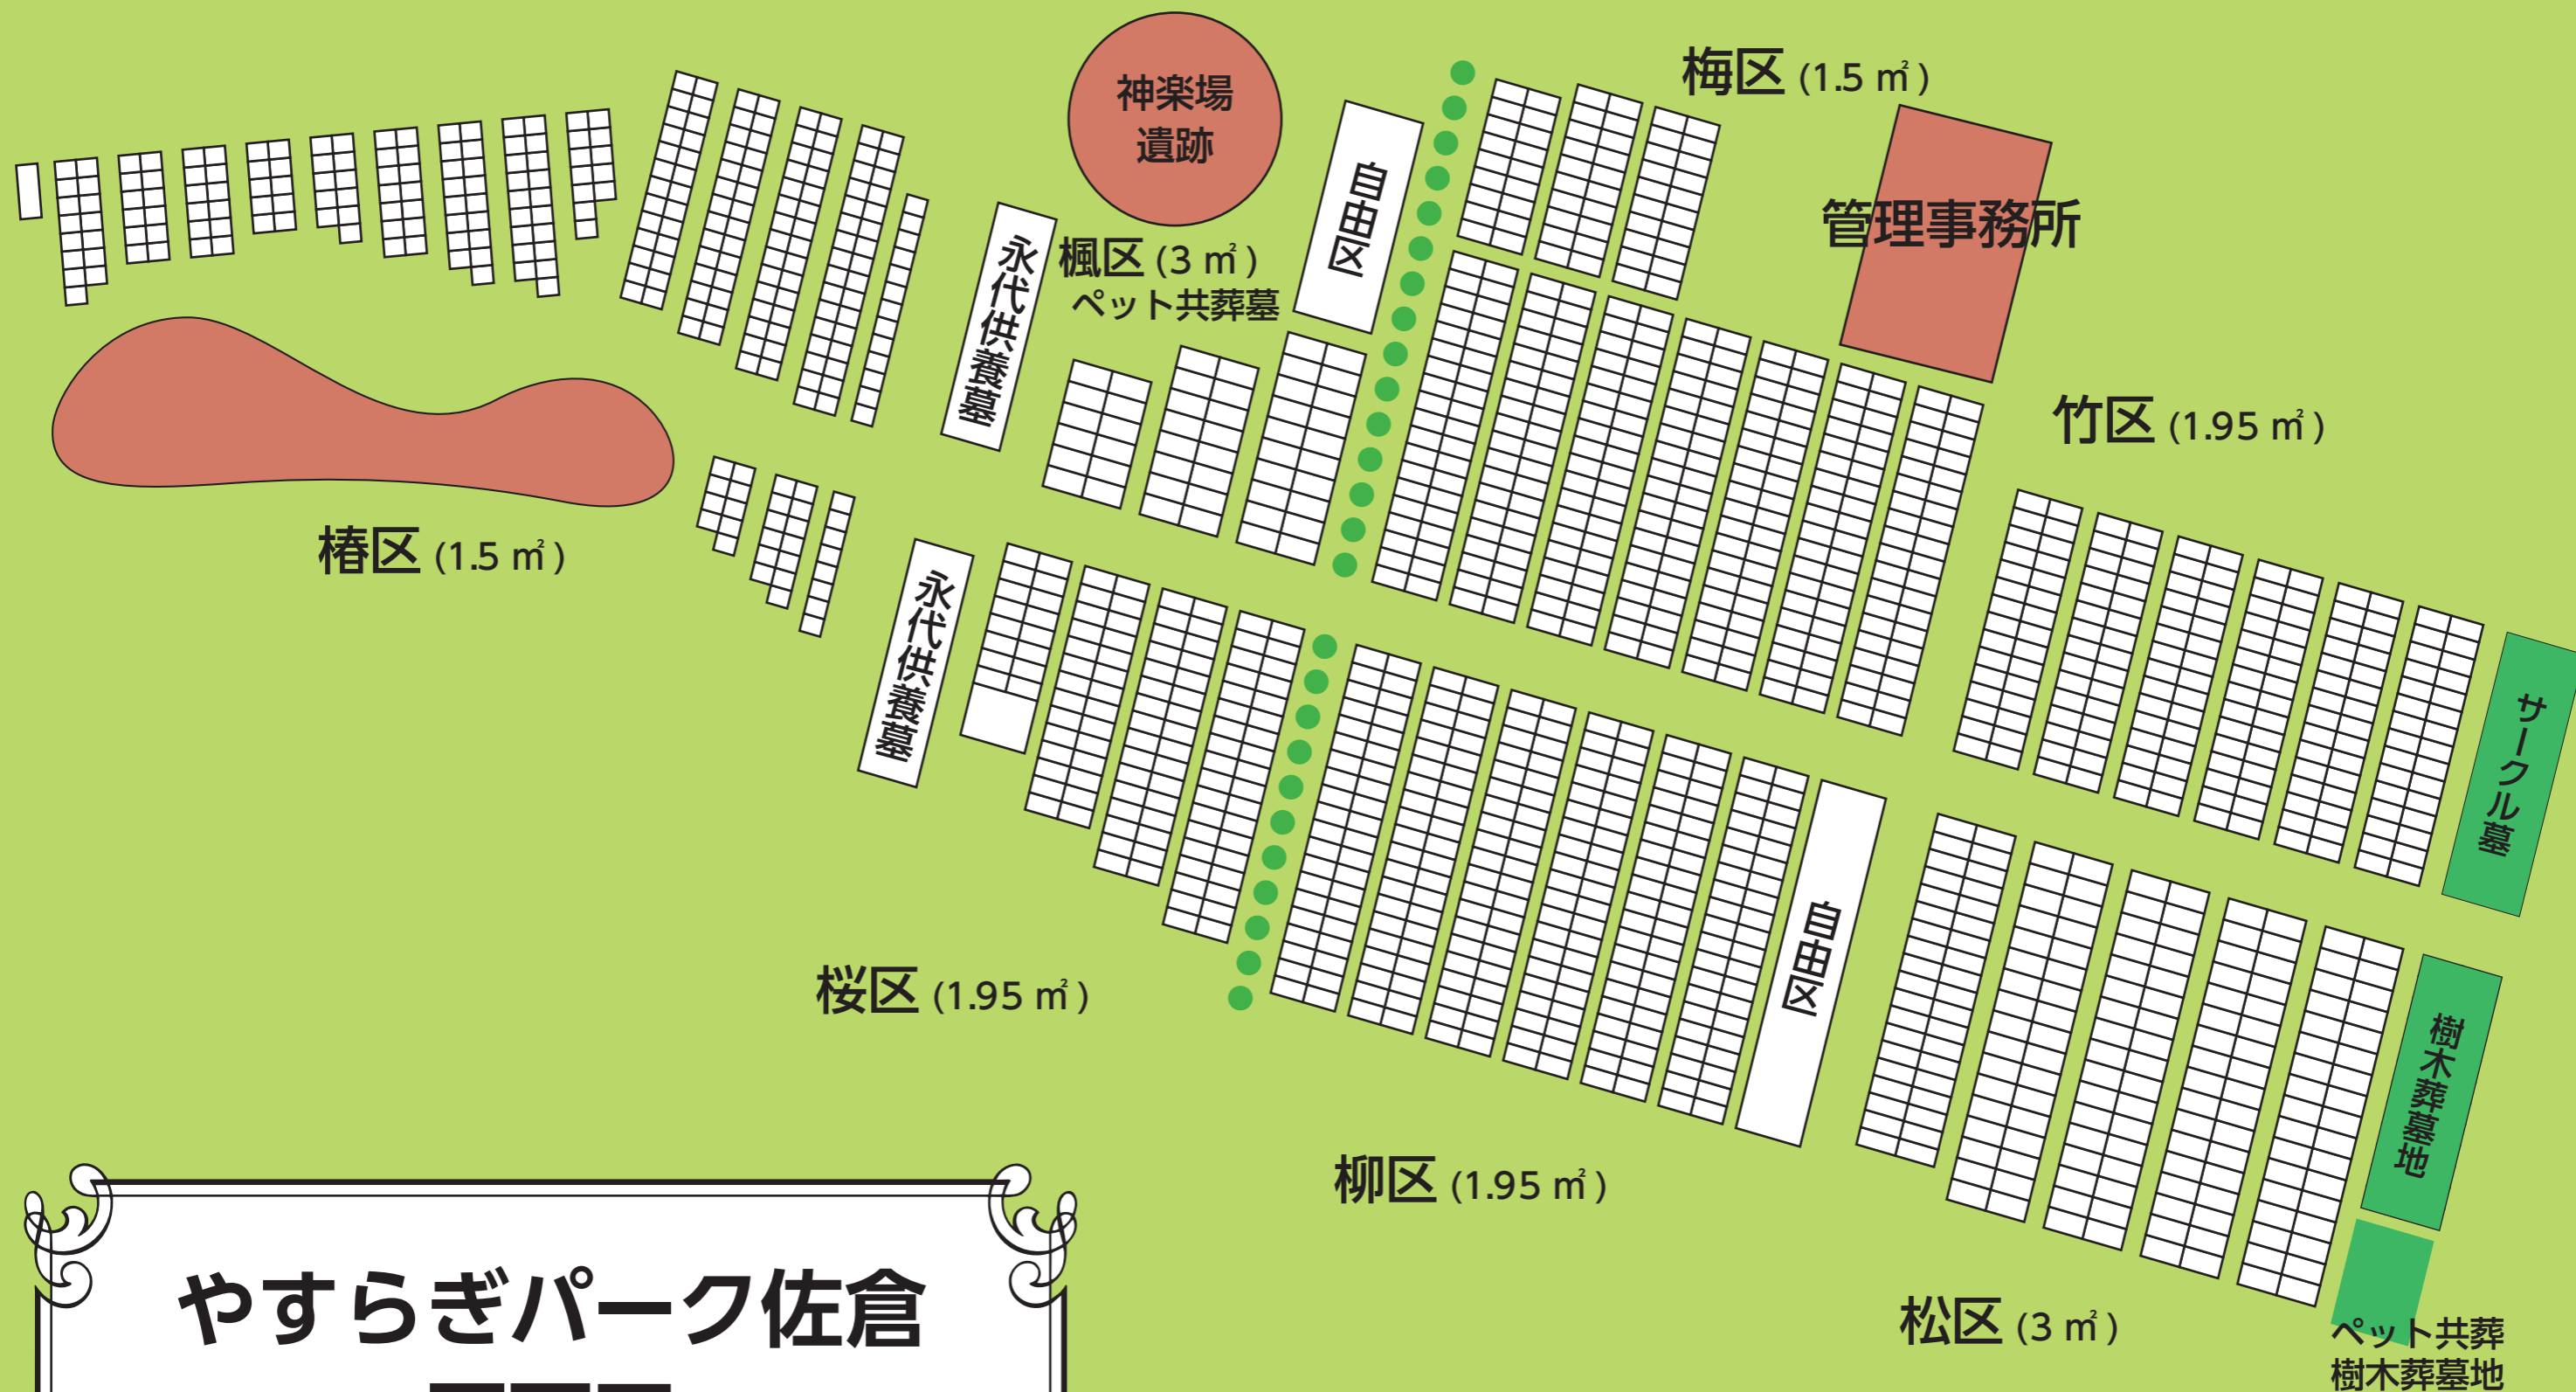 梅区 (1.5 ㎡)
神楽場
遺跡
自由区
管理事務所
永代供養墓
楓区 (3 ㎡)
ペット共葬墓
竹区 (1.95 ㎡)
椿区 (1.5 ㎡)
永代供養墓
サークル墓
自由区
桜区 (1.95 ㎡)
樹木葬墓地
柳区 (1.95 ㎡)
松区 (3 ㎡)
ペット共葬
樹木葬墓地
やすらぎパーク佐倉